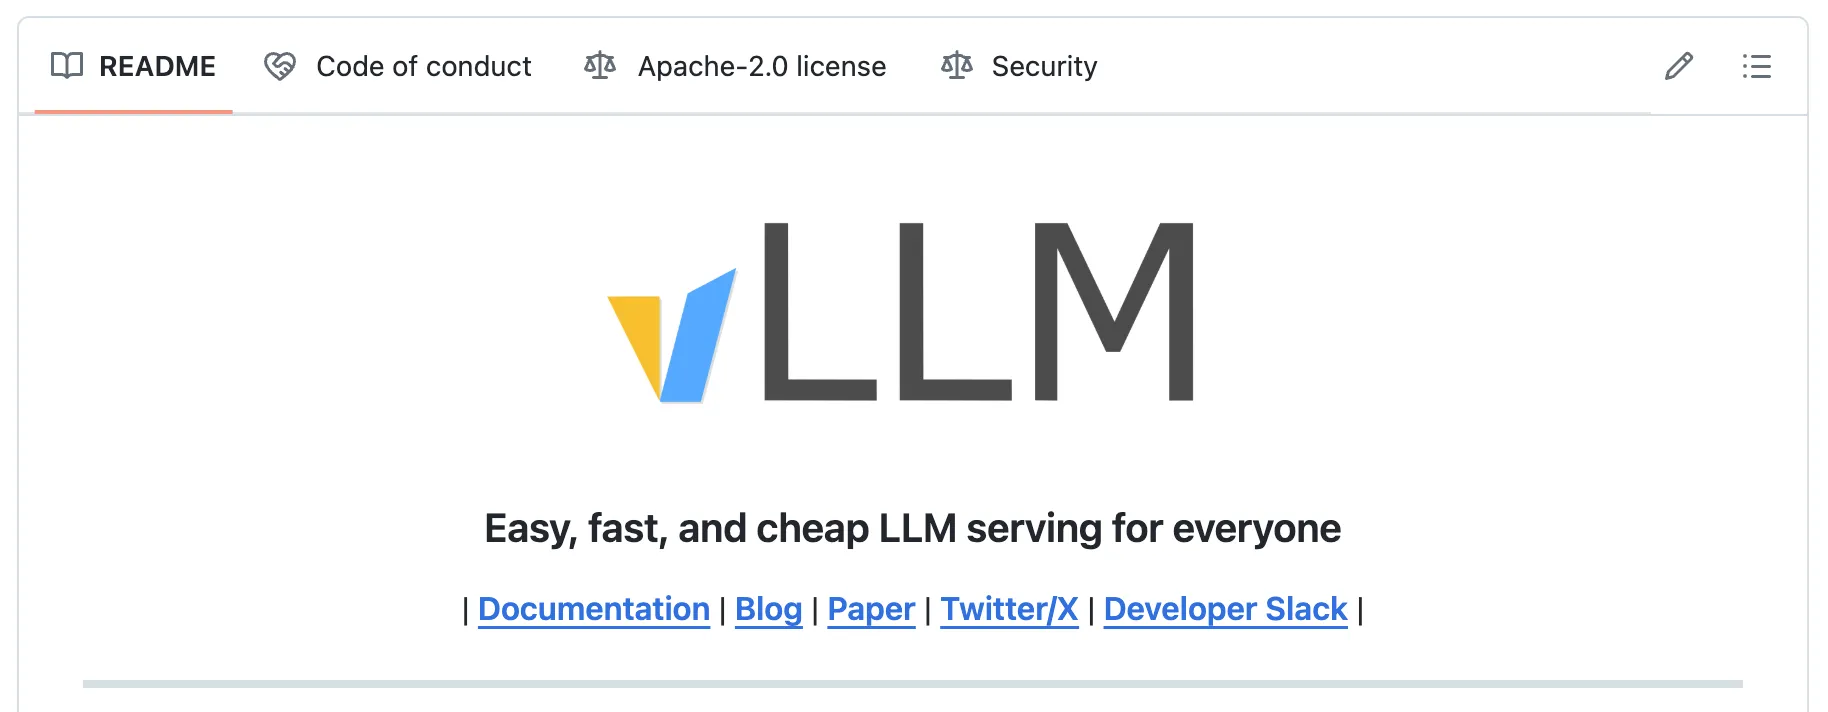 README Code of conduct Apache-2.0 license Security
vLLM
Easy, fast, and cheap LLM serving for everyone
| Documentation | Blog | Paper | Twitter/X | Developer Slack |